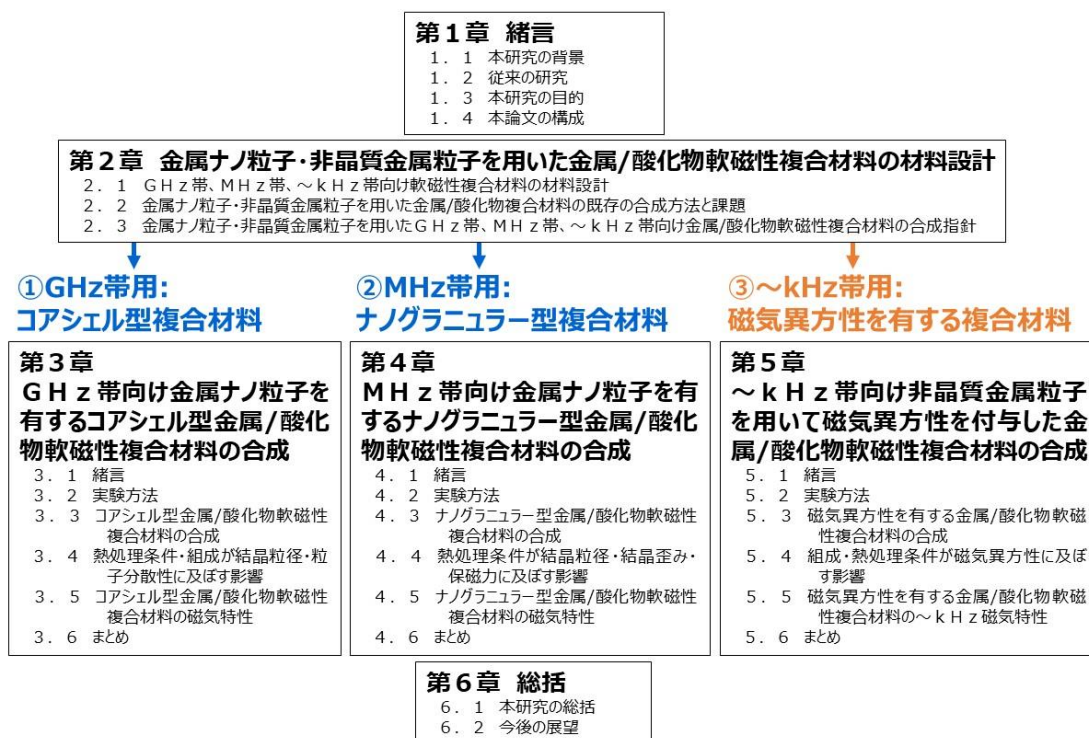 第１章 緒言
１．１ 本研究の背景
１．２ 従来の研究
１．３ 本研究の目的
１．４ 本論文の構成
第２章 金属ナノ粒子・非晶質金属粒子を用いた金属/酸化物軟磁性複合材料の材料設計
２．１ ＧＨｚ帯、ＭＨｚ帯、～ｋＨｚ帯向け軟磁性複合材料の材料設計
２．２ 金属ナノ粒子・非晶質金属粒子を用いた金属/酸化物複合材料の既存の合成方法と課題
２．３ 金属ナノ粒子・非晶質金属粒子を用いたＧＨｚ帯、ＭＨｚ帯、～ｋＨｚ帯向け金属/酸化物軟磁性複合材料の合成指針
①GHz帯用:
コアシェル型複合材料
第３章
ＧＨｚ帯向け金属ナノ粒子を
有するコアシェル型金属/酸化
物軟磁性複合材料の合成
３．１ 緒言
３．２ 実験方法
３．３ コアシェル型金属/酸化物軟磁性
複合材料の合成
３．４ 熱処理条件・組成が結晶粒径・粒
子分散性に及ぼす影響
３．５ コアシェル型金属/酸化物軟磁性
複合材料の磁気特性
３．６ まとめ
②MHz帯用:
ナノグラニュラー型複合材料
第４章
ＭＨｚ帯向け金属ナノ粒子を有
するナノグラニュラー型金属/酸化
物軟磁性複合材料の合成
４．１ 緒言
４．２ 実験方法
４．３ ナノグラニュラー型金属/酸化物軟磁性
複合材料の合成
４．４ 熱処理条件が結晶粒径・結晶歪み・
保磁力に及ぼす影響
４．５ ナノグラニュラー型金属/酸化物軟磁性
複合材料の磁気特性
４．６ まとめ
③～kHz帯用:
磁気異方性を有する複合材料
第５章
～ｋＨｚ帯向け非晶質金属粒子
を用いて磁気異方性を付与した金
属/酸化物軟磁性複合材料の合成
５．１ 緒言
５．２ 実験方法
５．３ 磁気異方性を有する金属/酸化物軟磁
性複合材料の合成
５．４ 組成・熱処理条件が磁気異方性に及ぼ
す影響
５．５ 磁気異方性を有する金属/酸化物軟磁
性複合材料の～ｋＨｚ磁気特性
５．６ まとめ
第６章 総括
６．１ 本研究の総括
６．２ 今後の展望